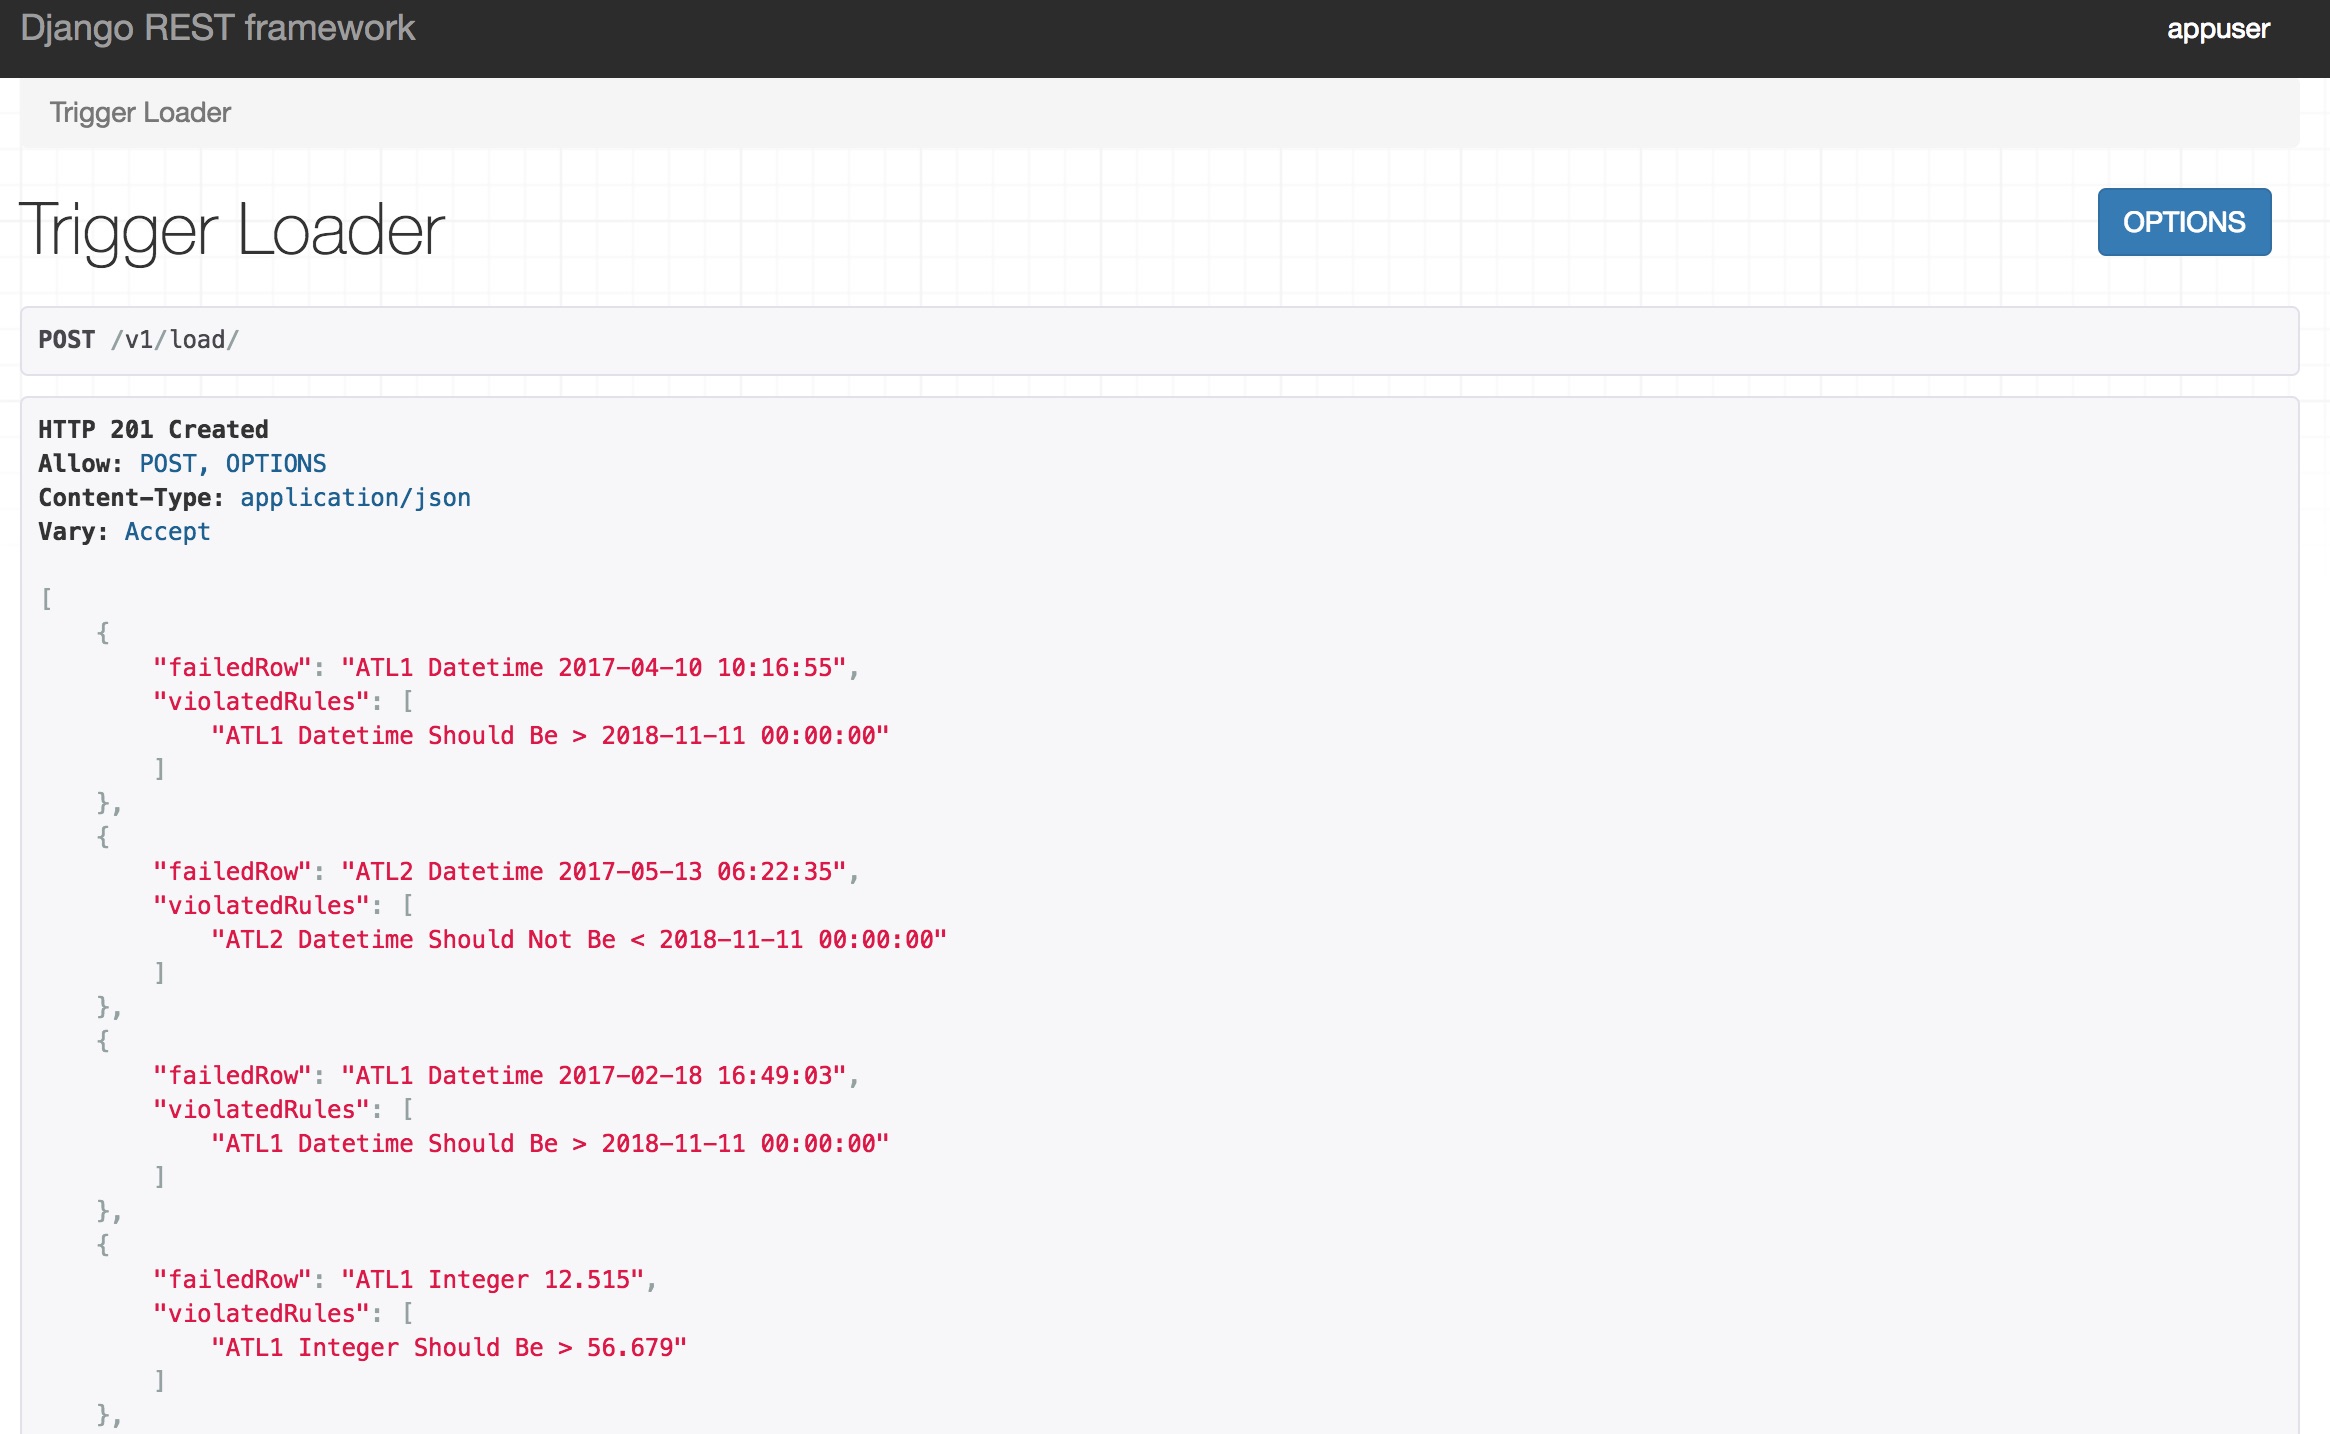 Django REST framework
appuser
Trigger Loader
Trigger Loader
OPTIONS
POST /v1/load/
HTTP 201 Created
Allow: POST, OPTIONS
Content-Type: application/json
Vary: Accept
[
    {
        "failedRow": "ATL1 Datetime 2017-04-10 10:16:55",
        "violatedRules": [
            "ATL1 Datetime Should Be > 2018-11-11 00:00:00"
        ]
    },
    {
        "failedRow": "ATL2 Datetime 2017-05-13 06:22:35",
        "violatedRules": [
            "ATL2 Datetime Should Not Be < 2018-11-11 00:00:00"
        ]
    },
    {
        "failedRow": "ATL1 Datetime 2017-02-18 16:49:03",
        "violatedRules": [
            "ATL1 Datetime Should Be > 2018-11-11 00:00:00"
        ]
    },
    {
        "failedRow": "ATL1 Integer 12.515",
        "violatedRules": [
            "ATL1 Integer Should Be > 56.679"
        ]
    },